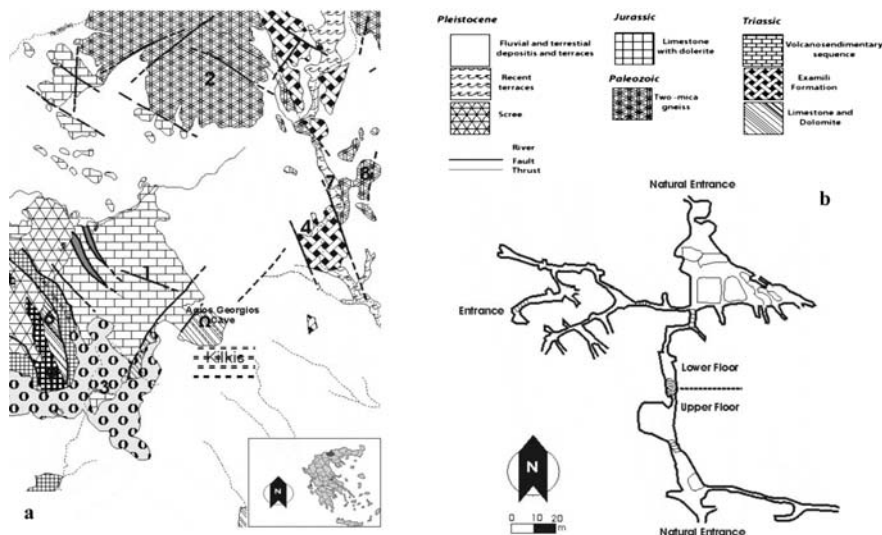 2
8
7
4
1
Agios Georgios
Cave
Kilkis
6
3
N
a
Pleistocene
Fluvial and terrestial
depositis and terraces
Recent
terraces
Scree
Jurassic
Limestone
with dolerite
Paleozoic
Two-mica
gneiss
Triassic
Volcanosendimentary
sequence
Examili
Formation
Limestone and
Dolomite
River
Fault
Thrust
Natural Entrance
b
Entrance
Lower Floor
Upper Floor
N
0 10 20
m
Natural Entrance